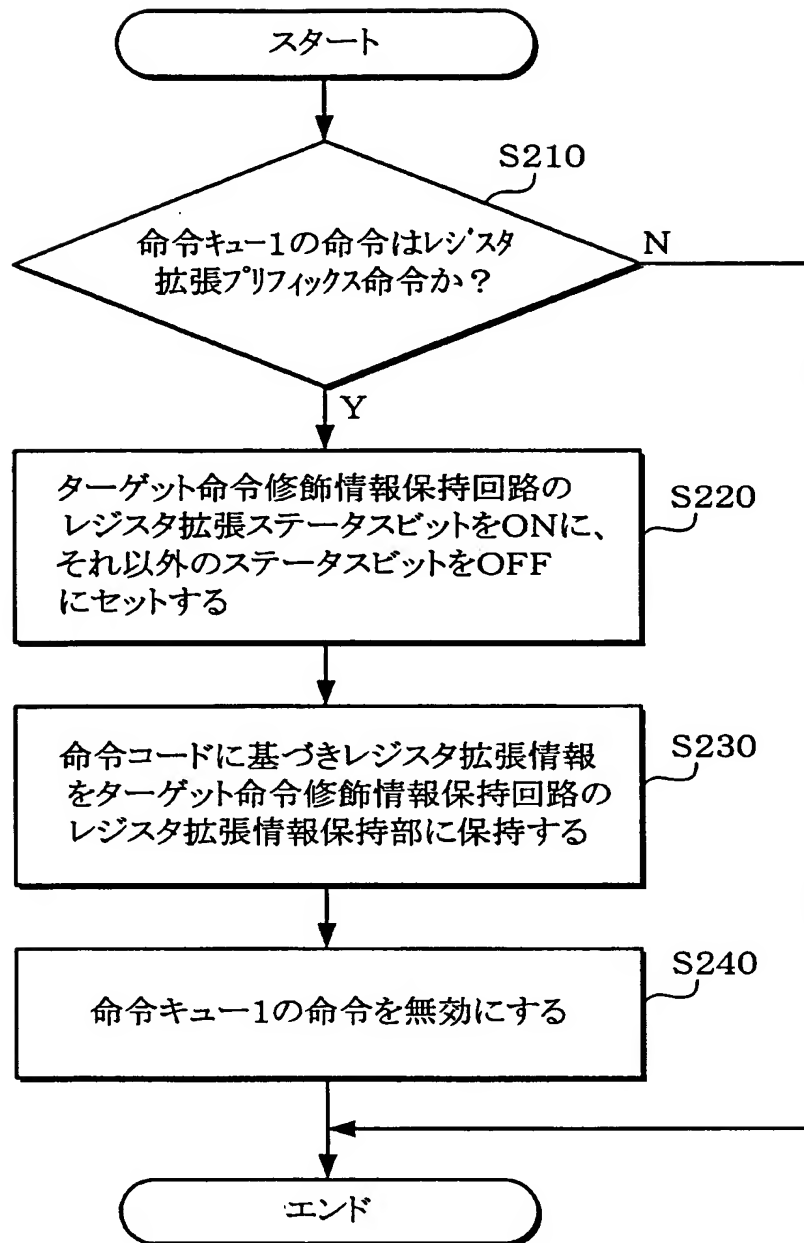 スタート
S210
命令キュー1の命令はレジスタ
拡張プリフィックス命令か？
N
Y
ターゲット命令修飾情報保持回路の
レジスタ拡張ステータスビットをONに、
それ以外のステータスビットをOFF
にセットする
S220
命令コードに基づきレジスタ拡張情報
をターゲット命令修飾情報保持回路の
レジスタ拡張情報保持部に保持する
S230
命令キュー1の命令を無効にする
S240
エンド